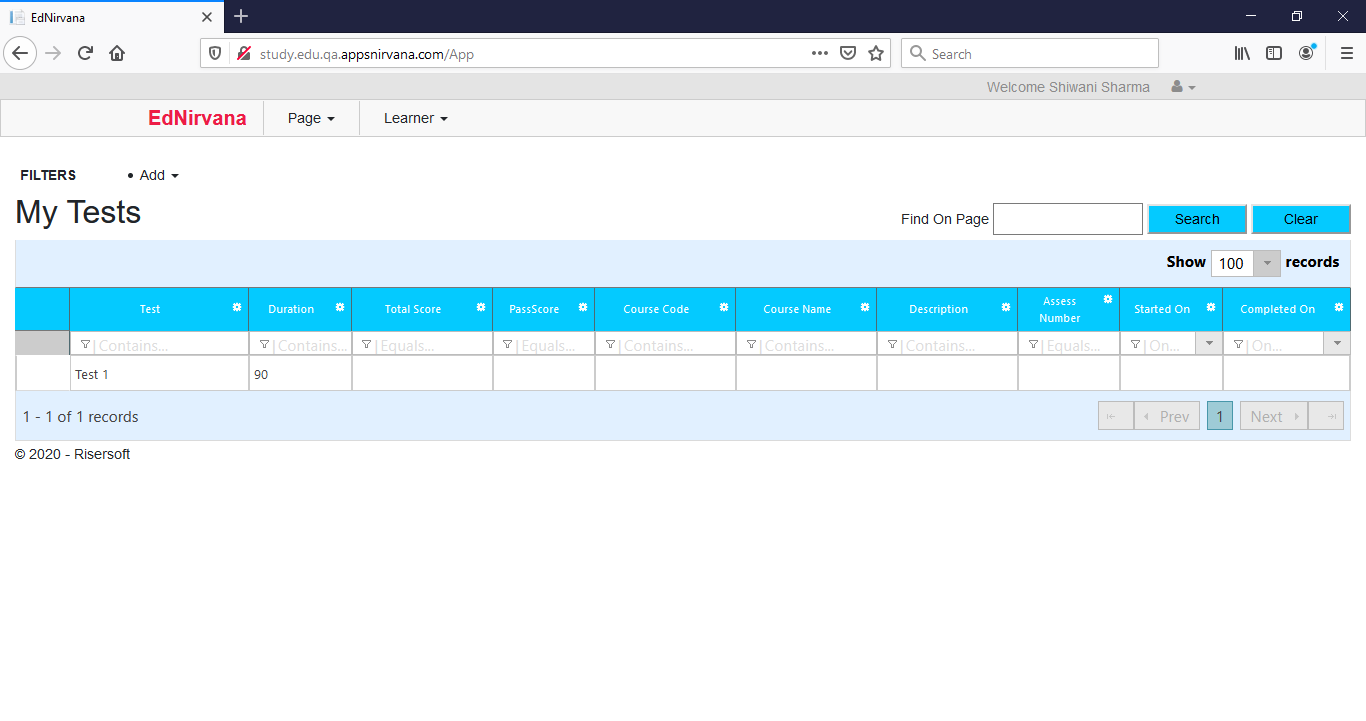 EdNirvana
study.edu.qa.appsnirvana.com/App
Search
Welcome Shiwani Sharma
EdNirvana Page Learner
FILTERS • Add
My Tests
Find On Page Search Clear
Show 100 records
Test Duration Total Score PassScore Course Code Course Name Description Assess Number Started On Completed On
Contains... Contains... Equals... Equals... Contains... Contains... Contains... Equals... On... On...
Test 1 90
1 - 1 of 1 records Prev 1 Next
© 2020 - Risersoft